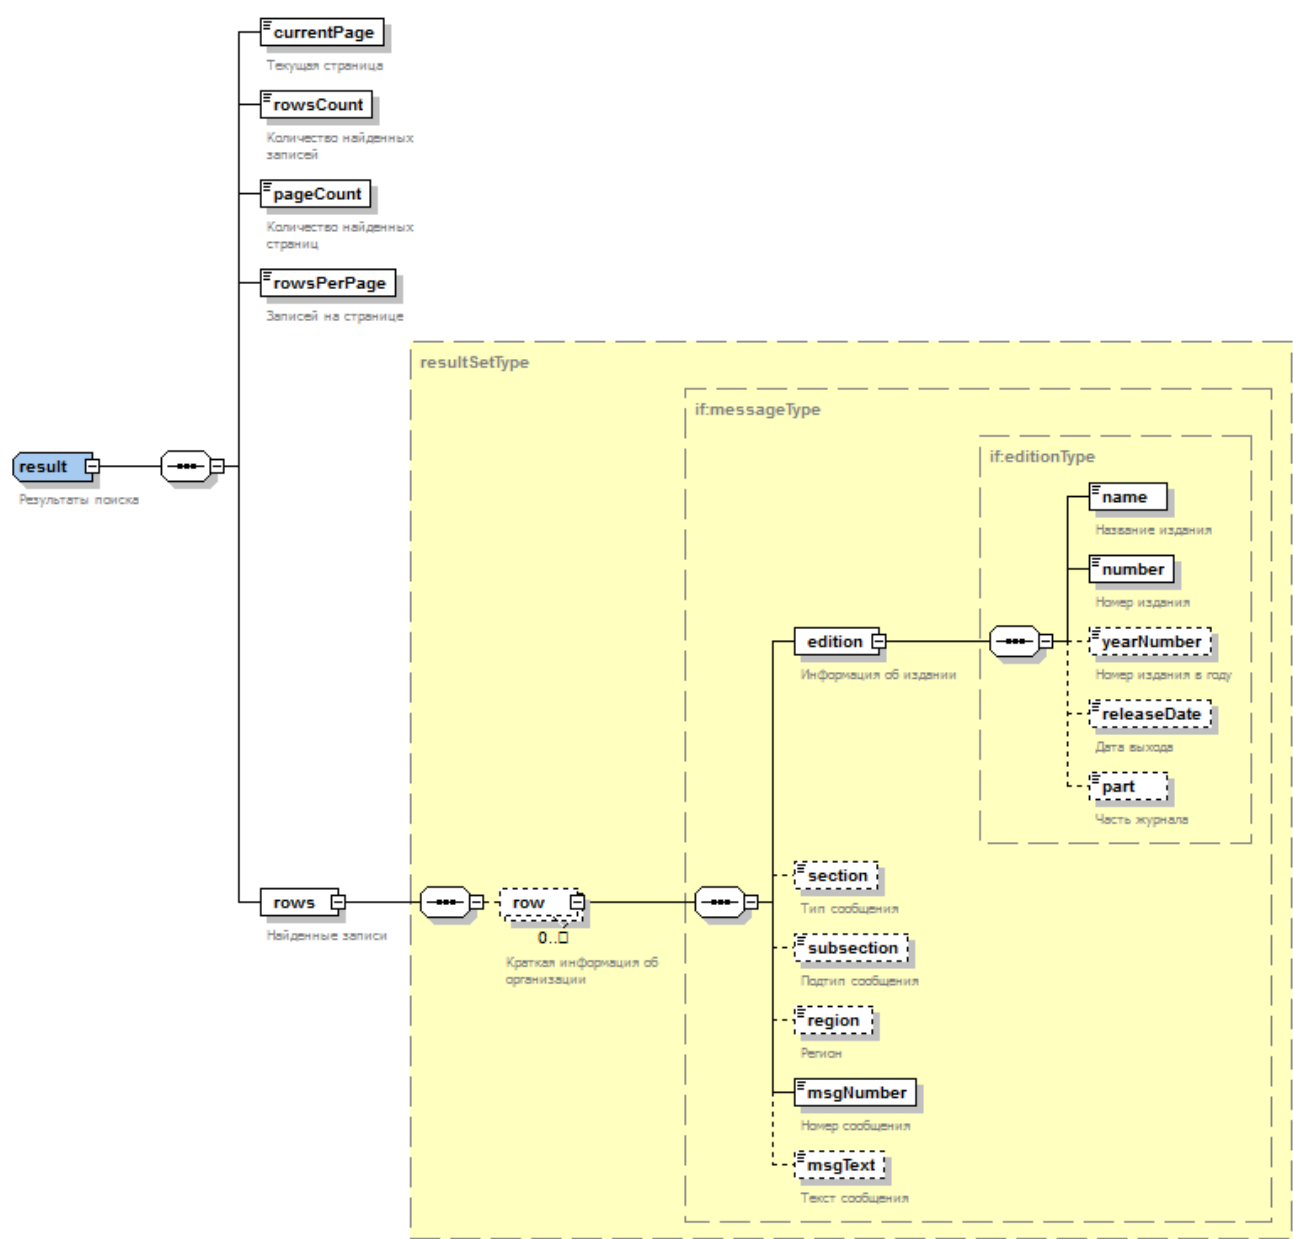 currentPage
Текущая страница
rowsCount
Количество найденных
записей
pageCount
Количество найденных
страниц
rowsPerPage
Записей на странице
resultSetType
if:messageType
if:editionType
result
Результаты поиска
name
Название издания
number
Номер издания
edition
Информация об издании
yearNumber
Номер издания в году
releaseDate
Дата выхода
part
Часть журнала
rows
Найденные записи
row
0..□
Краткая информация об
организации
section
Тип сообщения
subsection
Подтип сообщения
region
Регион
msgNumber
Номер сообщения
msgText
Текст сообщения